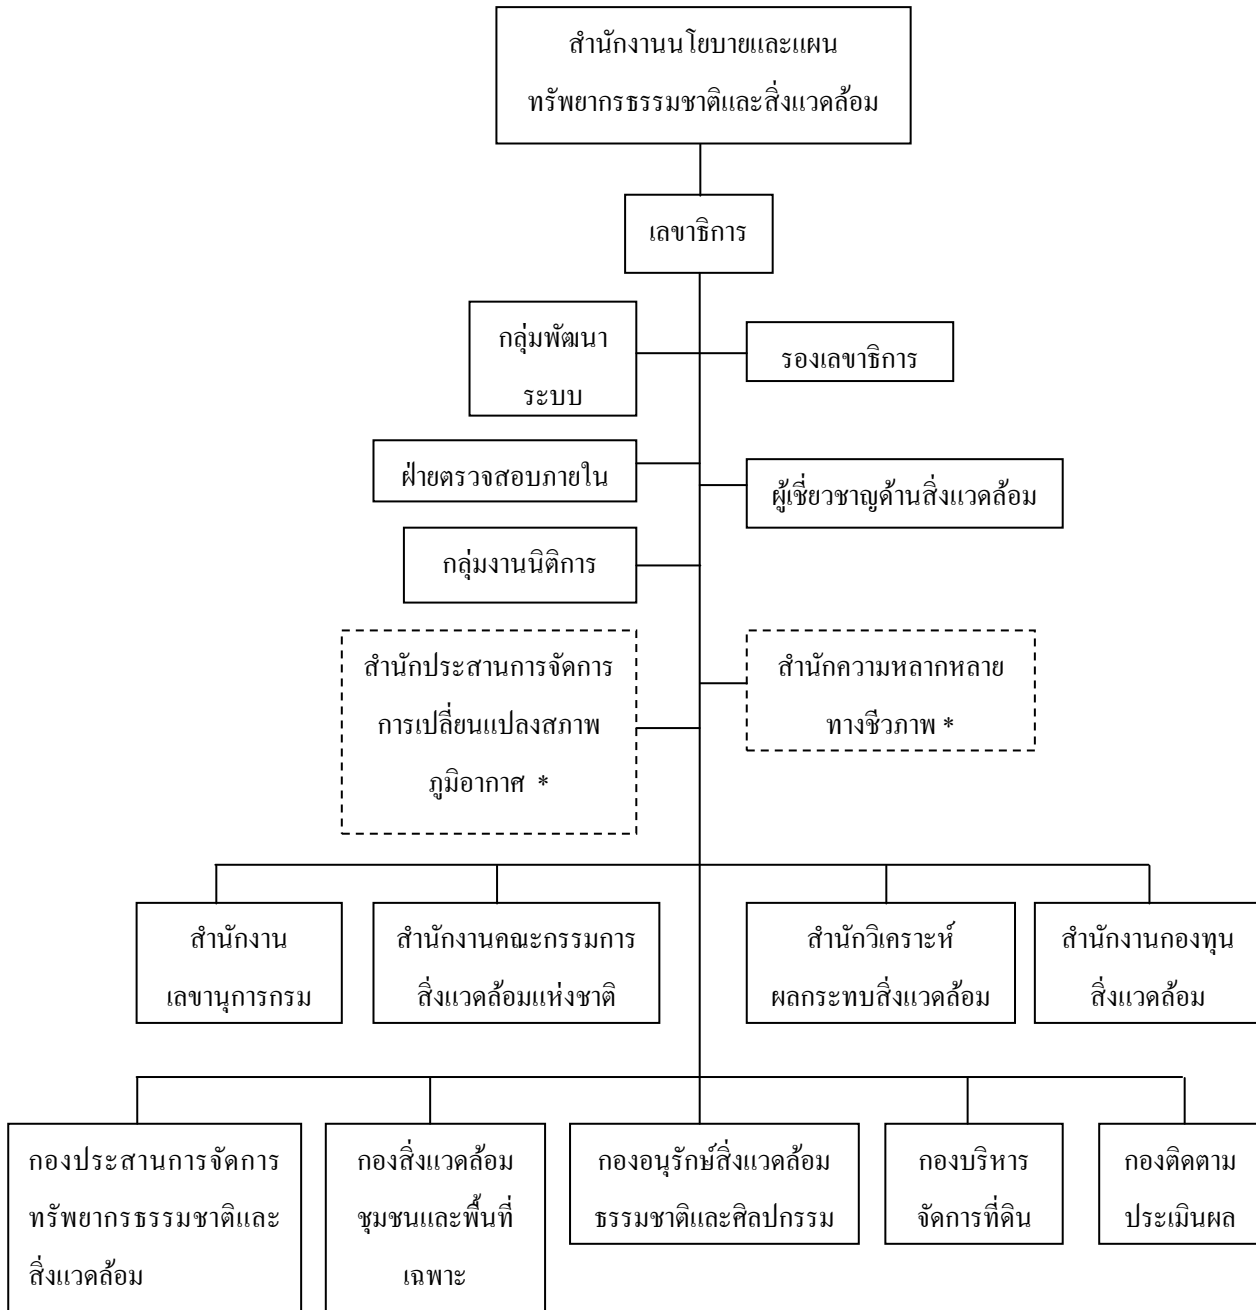 สำนักงานนโยบายและแผน
ทรัพยากรธรรมชาติและสิ่งแวดล้อม
เลขาธิการ
กลุ่มพัฒนา
ระบบ
รองเลขาธิการ
ฝ่ายตรวจสอบภายใน
ผู้เชี่ยวชาญด้านสิ่งแวดล้อม
กลุ่มงานนิติการ
สำนักประสานการจัดการ
การเปลี่ยนแปลงสภาพ
ภูมิอากาศ *
สำนักความหลากหลาย
ทางชีวภาพ *
สำนักงาน
เลขานุการกรม
สำนักงานคณะกรรมการ
สิ่งแวดล้อมแห่งชาติ
สำนักวิเคราะห์
ผลกระทบสิ่งแวดล้อม
สำนักงานกองทุน
สิ่งแวดล้อม
กองประสานการจัดการ
ทรัพยากรธรรมชาติและ
สิ่งแวดล้อม
กองสิ่งแวดล้อม
ชุมชนและพื้นที่
เฉพาะ
กองอนุรักษ์สิ่งแวดล้อม
ธรรมชาติและศิลปกรรม
กองบริหาร
จัดการที่ดิน
กองติดตาม
ประเมินผล